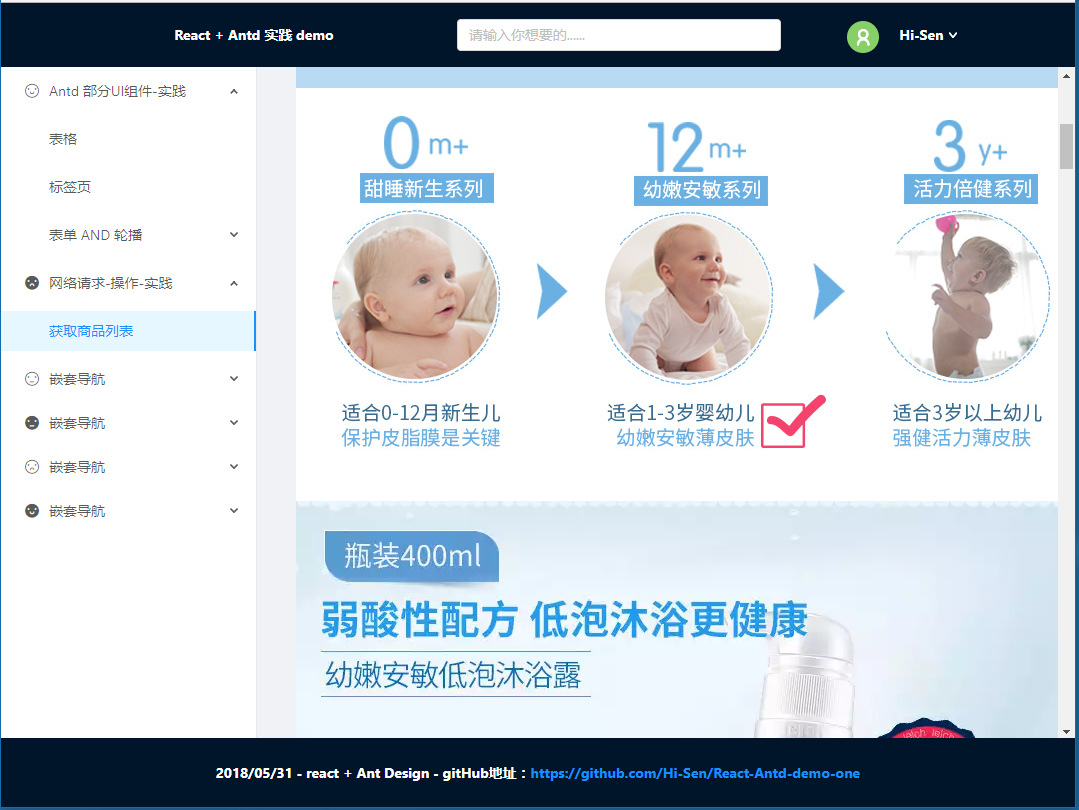 React + Antd 实践 demo
请输入你想要的......
Hi-Sen
Antd 部分UI组件-实践
表格
标签页
表单 AND 轮播
网络请求-操作-实践
获取商品列表
嵌套导航
嵌套导航
嵌套导航
嵌套导航
0 m+
12 m+
3 y+
甜睡新生系列
幼嫩安敏系列
活力倍健系列
适合0-12月新生儿
保护皮脂膜是关键
适合1-3岁婴幼儿
幼嫩安敏薄皮肤
适合3岁以上幼儿
强健活力薄皮肤
瓶装400ml
弱酸性配方 低泡沐浴更健康
幼嫩安敏低泡沐浴露
2018/05/31 - react + Ant Design - gitHub地址：https://github.com/Hi-Sen/React-Antd-demo-one